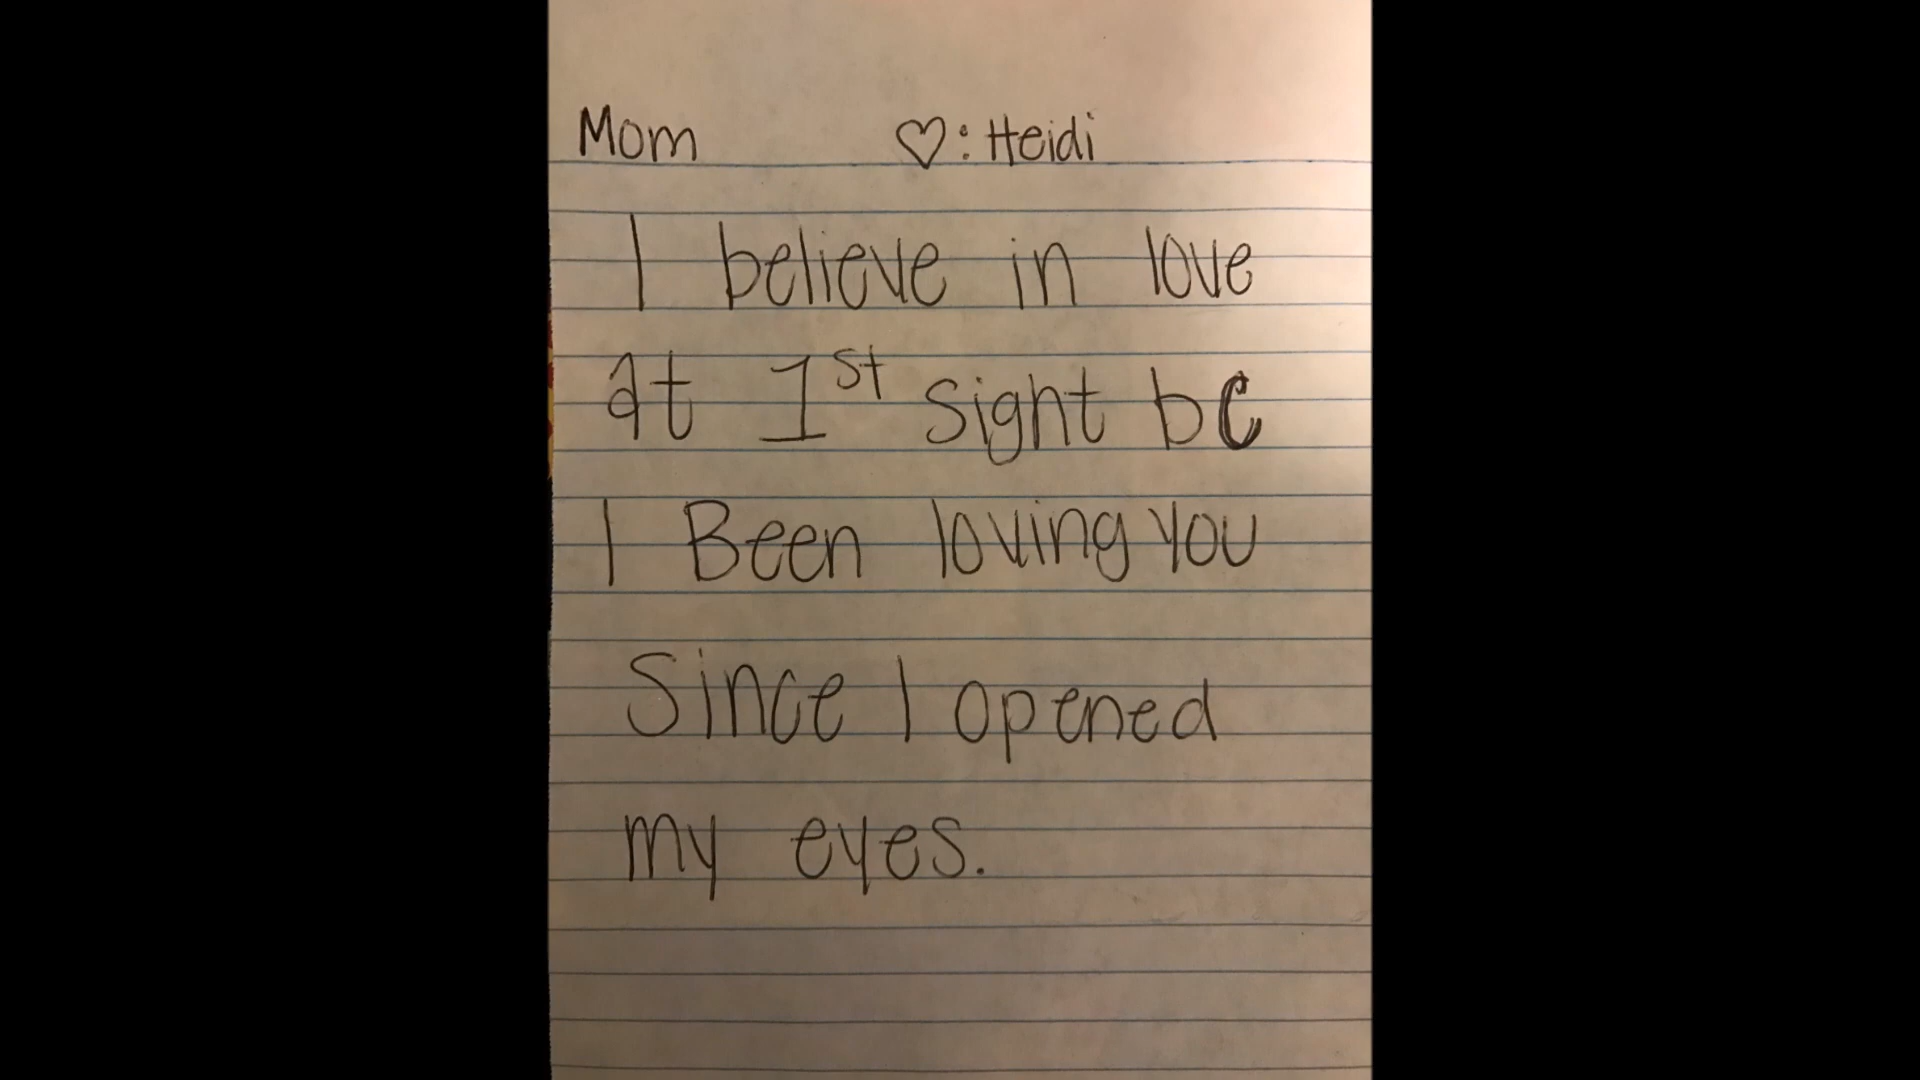 Mom ♡: Heidi
I believe in love
at 1st sight bc
I Been loving you
Since I opened
my eyes.